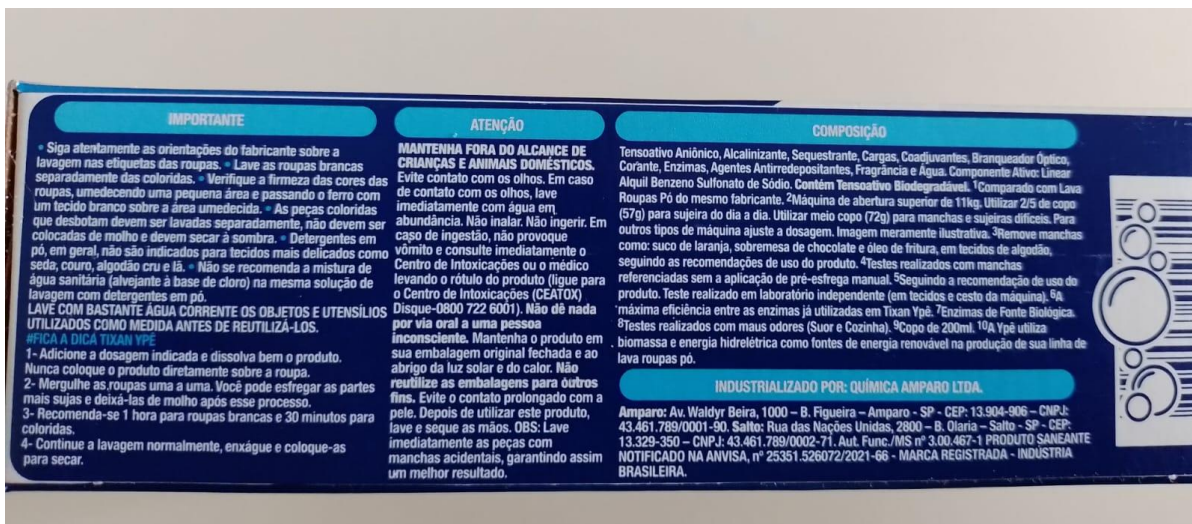 IMPORTANTE
• Siga atentamente as orientações do fabricante sobre a
lavagem nas etiquetas das roupas. • Lave as roupas brancas
separadamente das coloridas. • Verifique a firmeza das cores das
roupas, umedecendo uma pequena área e passando o ferro com
um tecido branco sobre a área umedecida. • As peças coloridas
que desbotam devem ser lavadas separadamente, não devem ser
colocadas de molho e devem secar à sombra. • Detergentes em
pó, em geral, não são indicados para tecidos mais delicados como
seda, couro, algodão cru e lã. • Não se recomenda a mistura de
água sanitária (alvejante à base de cloro) na mesma solução de
lavagem com detergentes em pó.
LAVE COM BASTANTE ÁGUA CORRENTE OS OBJETOS E UTENSÍLIOS
UTILIZADOS COMO MEDIDA ANTES DE REUTILIZÁ-LOS.
#FICA A DICA TIXAN YPÊ
1- Adicione a dosagem indicada e dissolva bem o produto.
Nunca coloque o produto diretamente sobre a roupa.
2- Mergulhe as roupas uma a uma. Você pode esfregar as partes
mais sujas e deixá-las de molho após esse processo.
3- Recomenda-se 1 hora para roupas brancas e 30 minutos para
coloridas.
4- Continue a lavagem normalmente, enxágue e coloque-as
para secar.
ATENÇÃO
MANTENHA FORA DO ALCANCE DE
CRIANÇAS E ANIMAIS DOMÉSTICOS.
Evite contato com os olhos. Em caso
de contato com os olhos, lave
imediatamente com água em
abundância. Não inalar. Não ingerir. Em
caso de ingestão, não provoque
vômito e consulte imediatamente o
Centro de Intoxicações ou o médico
levando o rótulo do produto (ligue para
o Centro de Intoxicações (CEATOX)
Disque-0800 722 6001). Não dê nada
por via oral a uma pessoa
inconsciente. Mantenha o produto em
sua embalagem original fechada e ao
abrigo da luz solar e do calor. Não
reutilize as embalagens para outros
fins. Evite o contato prolongado com a
pele. Depois de utilizar este produto,
lave e seque as mãos. OBS: Lave
imediatamente as peças com
manchas acidentais, garantindo assim
um melhor resultado.
COMPOSIÇÃO
Tensoativo Aniônico, Alcalinizante, Sequestrante, Cargas, Coadjuvantes, Branqueador Óptico,
Corante, Enzimas, Agentes Antirredepositantes, Fragrância e Água. Componente Ativo: Linear
Alquil Benzeno Sulfonato de Sódio. Contém Tensoativo Biodegradável. ¹Comparado com Lava
Roupas Pó do mesmo fabricante. ²Máquina de abertura superior de 11kg. Utilizar 2/5 de copo
(57g) para sujeira do dia a dia. Utilizar meio copo (72g) para manchas e sujeiras difíceis. Para
outros tipos de máquina ajuste a dosagem. Imagem meramente ilustrativa. ³Remove manchas
como: suco de laranja, sobremesa de chocolate e óleo de fritura, em tecidos de algodão,
seguindo as recomendações de uso do produto. ⁴Testes realizados com manchas
referenciadas sem a aplicação de pré-esfrega manual. ⁵Seguindo a recomendação de uso do
produto. Teste realizado em laboratório independente (em tecidos e cesto da máquina). ⁶A
máxima eficiência entre as enzimas já utilizadas em Tixan Ypê. ⁷Enzimas de Fonte Biológica.
⁸Testes realizados com maus odores (Suor e Cozinha). ⁹Copo de 200ml. ¹⁰A Ypê utiliza
biomassa e energia hidrelétrica como fontes de energia renovável na produção de sua linha de
lava roupas pó.
INDUSTRIALIZADO POR: QUÍMICA AMPARO LTDA.
Amparo: Av. Waldyr Beira, 1000 – B. Figueira – Amparo - SP - CEP: 13.904-906 – CNPJ:
43.461.789/0001-90. Salto: Rua das Nações Unidas, 2800 – B. Olaria – Salto - SP - CEP:
13.329-350 – CNPJ: 43.461.789/0002-71. Aut. Func./MS nº 3.00.467-1 PRODUTO SANEANTE
NOTIFICADO NA ANVISA, nº 25351.526072/2021-66 - MARCA REGISTRADA - INDÚSTRIA
BRASILEIRA.